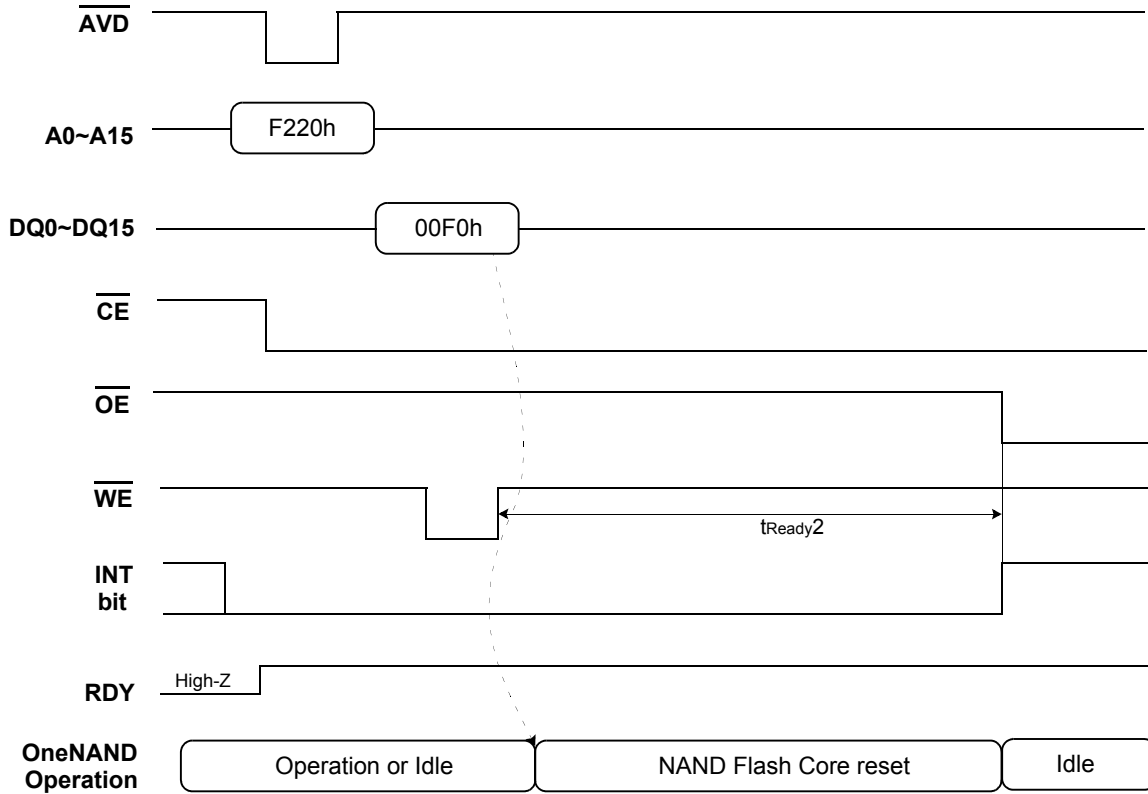 AVD
A0~A15
F220h
DQ0~DQ15
00F0h
CE
OE
WE
tReady2
INT
bit
RDY
High-Z
OneNAND
Operation
Operation or Idle
NAND Flash Core reset
Idle